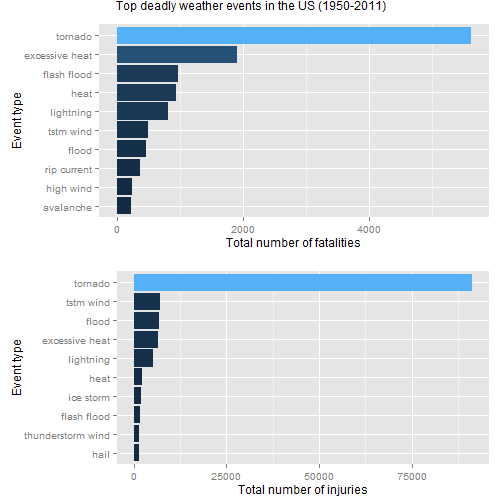 Top deadly weather events in the US (1950-2011)
Event type
tornado
excessive heat
flash flood
heat
lightning
tstm wind
flood
rip current
high wind
avalanche
0 2000 4000
Total number of fatalities
Event type
tornado
tstm wind
flood
excessive heat
lightning
heat
ice storm
flash flood
thunderstorm wind
hail
0 25000 50000 75000
Total number of injuries